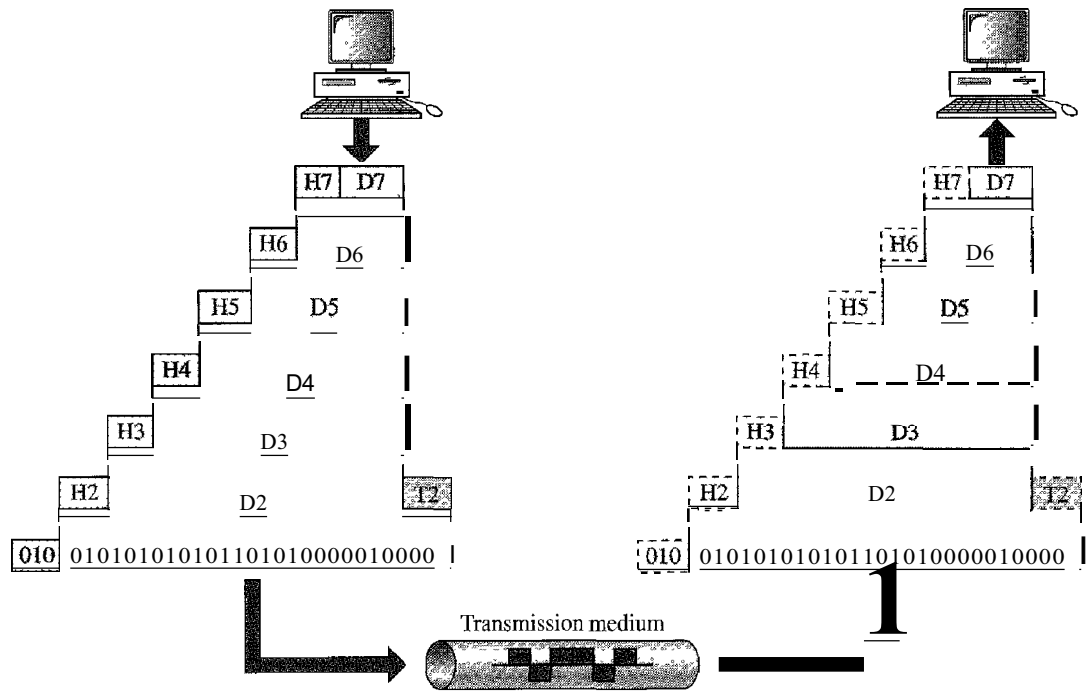 H7 D7 H7 D7
H6 D6 H6 D6
H5 D5 H5 D5
H4 D4 H4 D4
H3 D3 H3 D3
H2 D2 T2 H2 D2 T2
010 010101010101101010000010000 010 010101010101101010000010000
1
Transmission medium